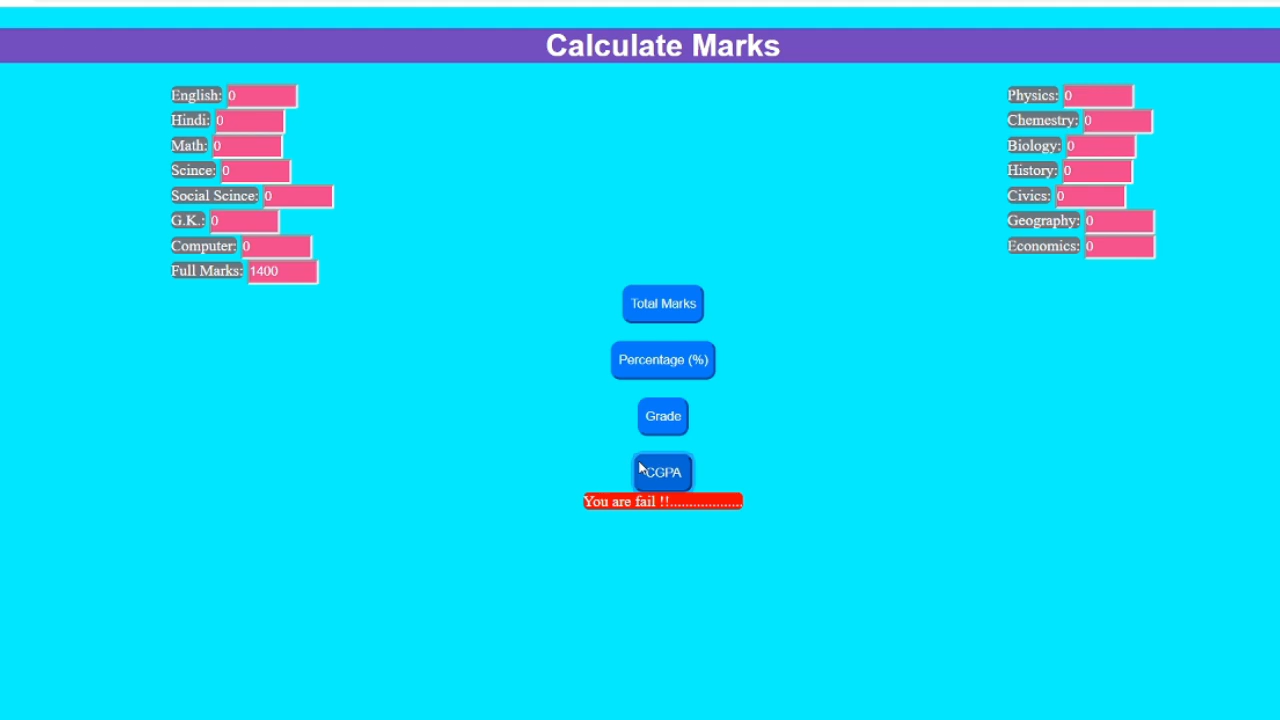 Calculate Marks
English: 0
Hindi: 0
Math: 0
Scince: 0
Social Scince: 0
G.K.: 0
Computer: 0
Full Marks: 1400
Physics: 0
Chemestry: 0
Biology: 0
History: 0
Civics: 0
Geography: 0
Economics: 0
Total Marks
Percentage (%)
Grade
CGPA
You are fail !!...................